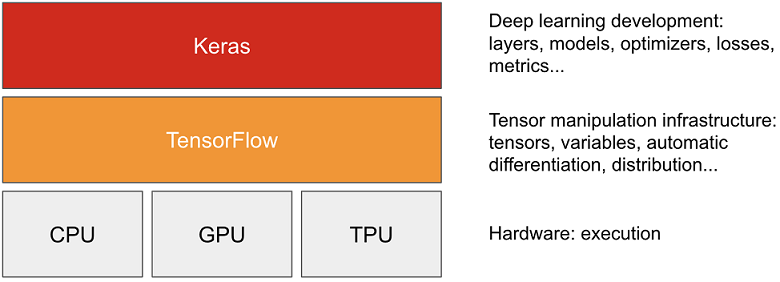 Keras
Deep learning development:
layers, models, optimizers, losses,
metrics...
TensorFlow
Tensor manipulation infrastructure:
tensors, variables, automatic
differentiation, distribution...
CPU
GPU
TPU
Hardware: execution